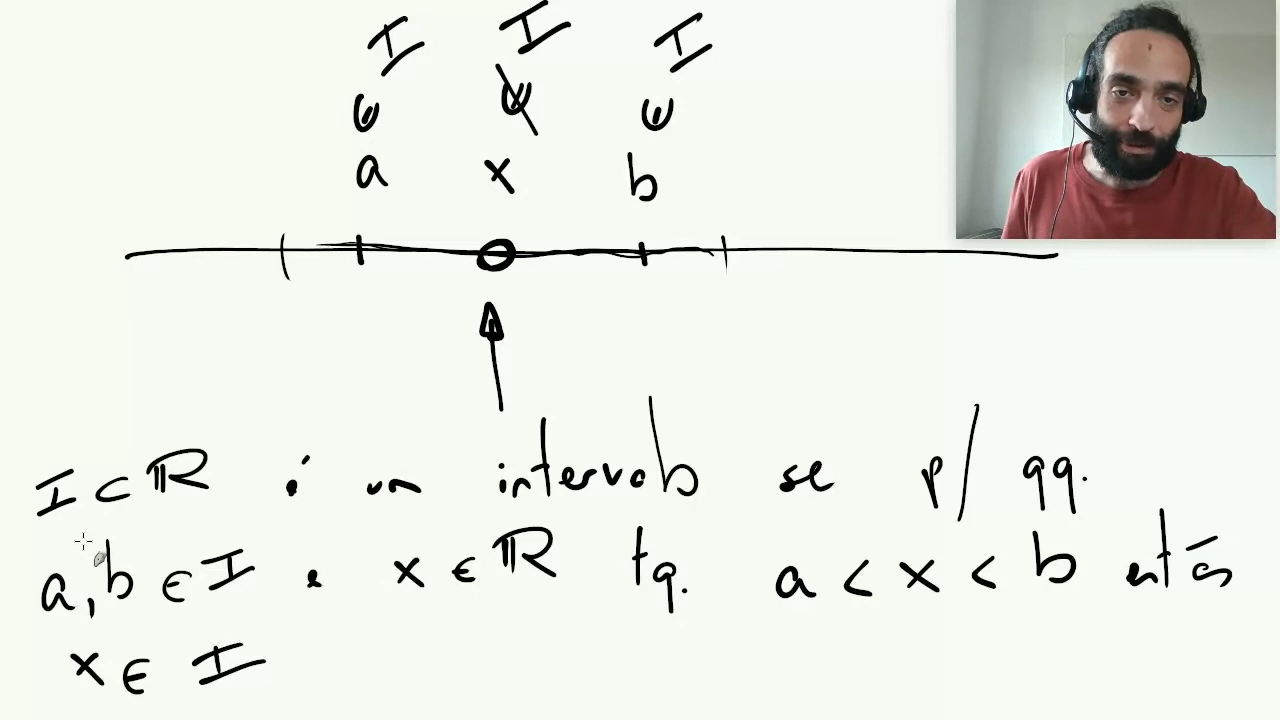 I I I
∈ ∉ ∈
a x b
I ⊂ ℝ é um intervalo se p/ qq.
a, b ∈ I e x ∈ ℝ tq. a < x < b então
x ∈ I